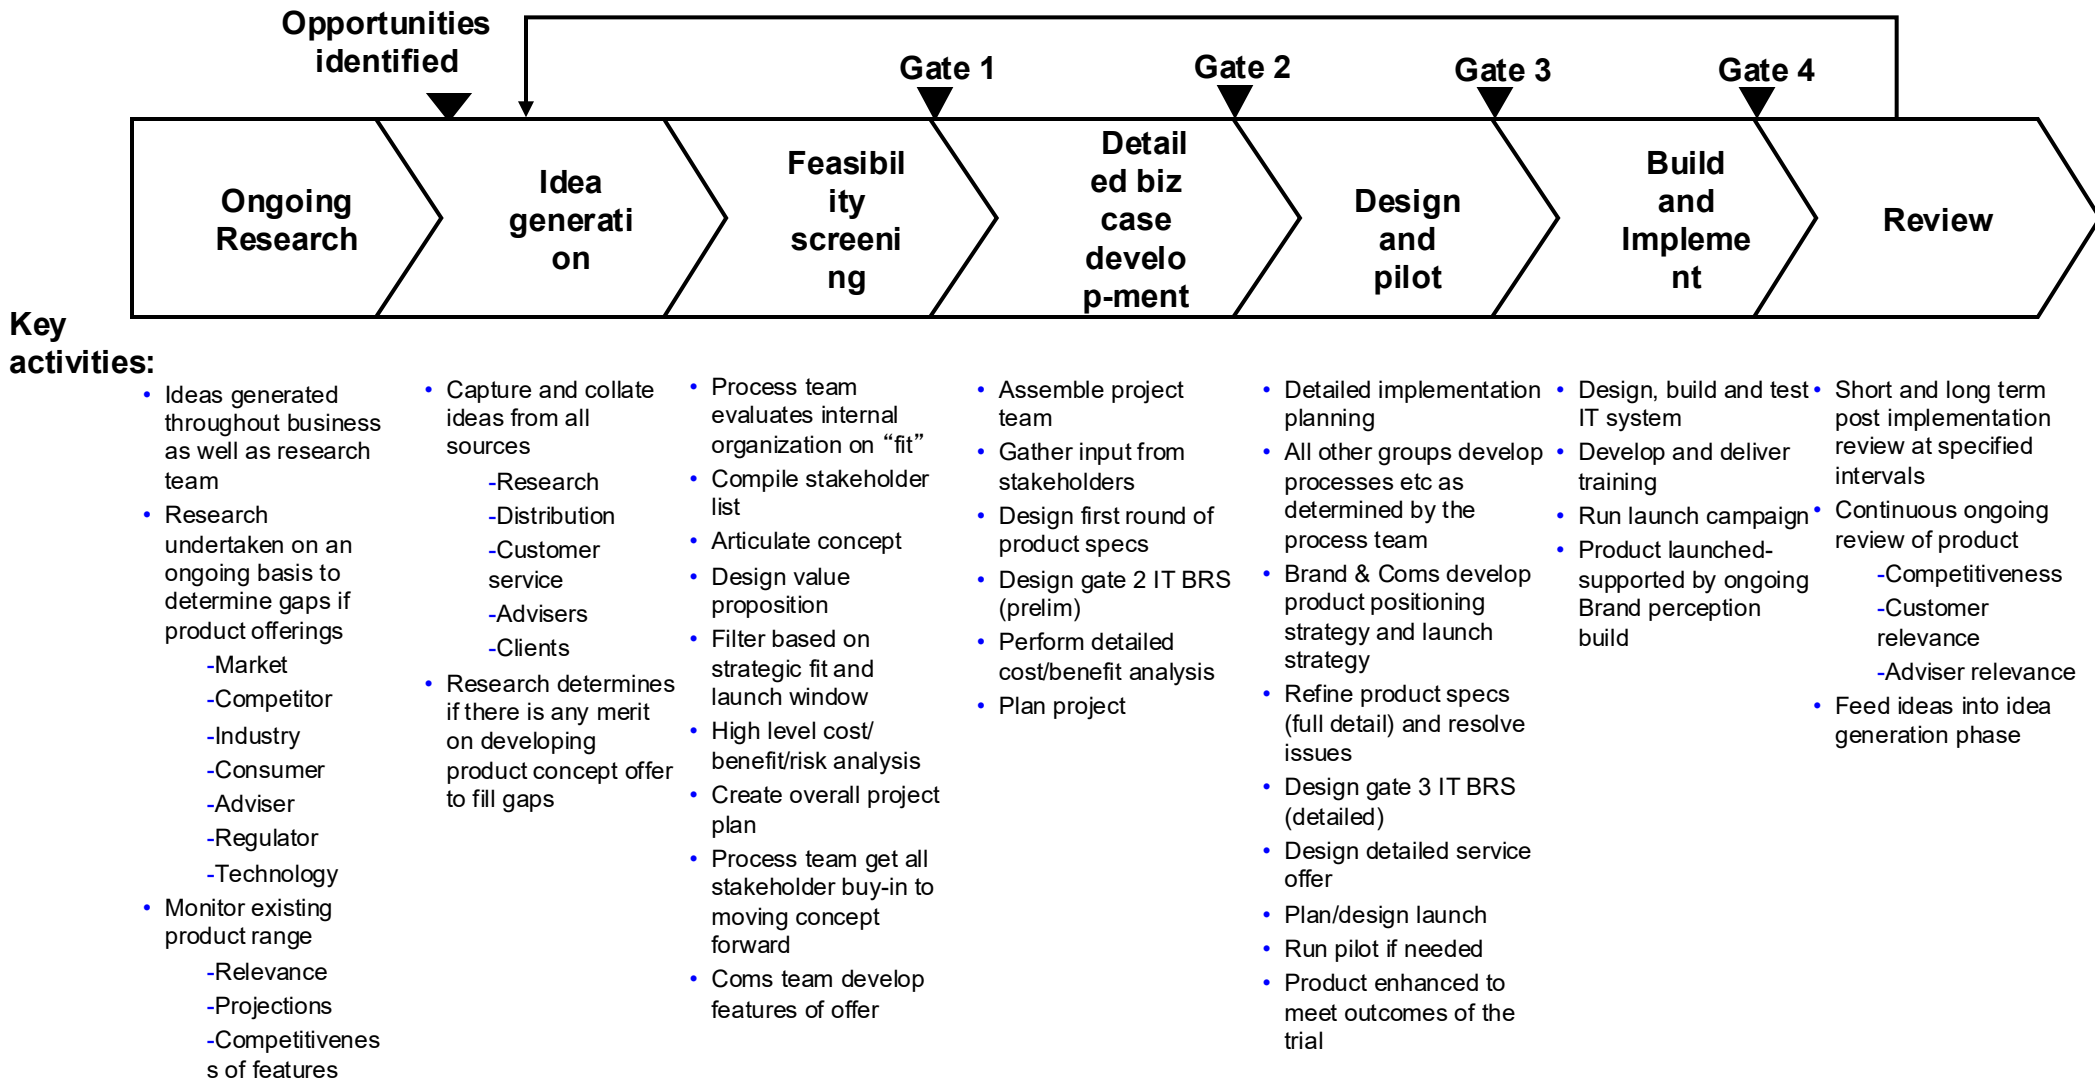 Opportunities
identified
Gate 1
Gate 2
Gate 3
Gate 4
Ongoing
Research
Idea
generati
on
Feasibil
ity
screeni
ng
Detail
ed biz
case
develo
p-ment
Design
and
pilot
Build
and
Impleme
nt
Review
Key
activities:
• Ideas generated
throughout business
as well as research
team
• Research
undertaken on an
ongoing basis to
determine gaps if
product offerings
-Market
-Competitor
-Industry
-Consumer
-Adviser
-Regulator
-Technology
• Monitor existing
product range
-Relevance
-Projections
-Competitivenes
s of features
• Capture and collate
ideas from all
sources
-Research
-Distribution
-Customer
service
-Advisers
-Clients
• Research determines
if there is any merit
on developing
product concept offer
to fill gaps
• Process team
evaluates internal
organization on “fit”
• Compile stakeholder
list
• Articulate concept
• Design value
proposition
• Filter based on
strategic fit and
launch window
• High level cost/
benefit/risk analysis
• Create overall project
plan
• Process team get all
stakeholder buy-in to
moving concept
forward
• Coms team develop
features of offer
• Assemble project
team
• Gather input from
stakeholders
• Design first round of
product specs
• Design gate 2 IT BRS
(prelim)
• Perform detailed
cost/benefit analysis
• Plan project
• Detailed implementation
planning
• All other groups develop
processes etc as
determined by the
process team
• Brand & Coms develop
product positioning
strategy and launch
strategy
• Refine product specs
(full detail) and resolve
issues
• Design gate 3 IT BRS
(detailed)
• Design detailed service
offer
• Plan/design launch
• Run pilot if needed
• Product enhanced to
meet outcomes of the
trial
• Design, build and test
IT system
• Develop and deliver
training
• Run launch campaign
• Product launched-
supported by ongoing
Brand perception
build
• Short and long term
post implementation
review at specified
intervals
• Continuous ongoing
review of product
-Competitiveness
-Customer
relevance
-Adviser relevance
• Feed ideas into idea
generation phase